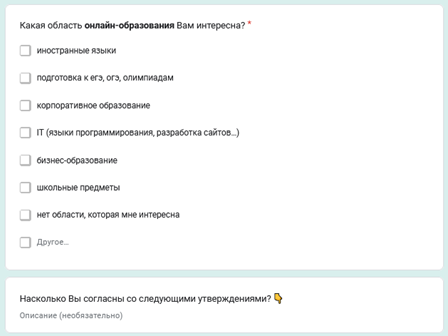 Какая область онлайн-образования Вам интересна? *
иностранные языки
подготовка к егэ, огэ, олимпиадам
корпоративное образование
IT (языки программирования, разработка сайтов...)
бизнес-образование
школьные предметы
нет области, которая мне интересна
Другое...
Насколько Вы согласны со следующими утверждениями? 👇
Описание (необязательно)